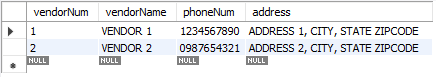 vendorNum vendorName phoneNum address
1 VENDOR 1 1234567890 ADDRESS 1, CITY, STATE ZIPCODE
2 VENDOR 2 0987654321 ADDRESS 2, CITY, STATE ZIPCODE
NULL NULL NULL NULL